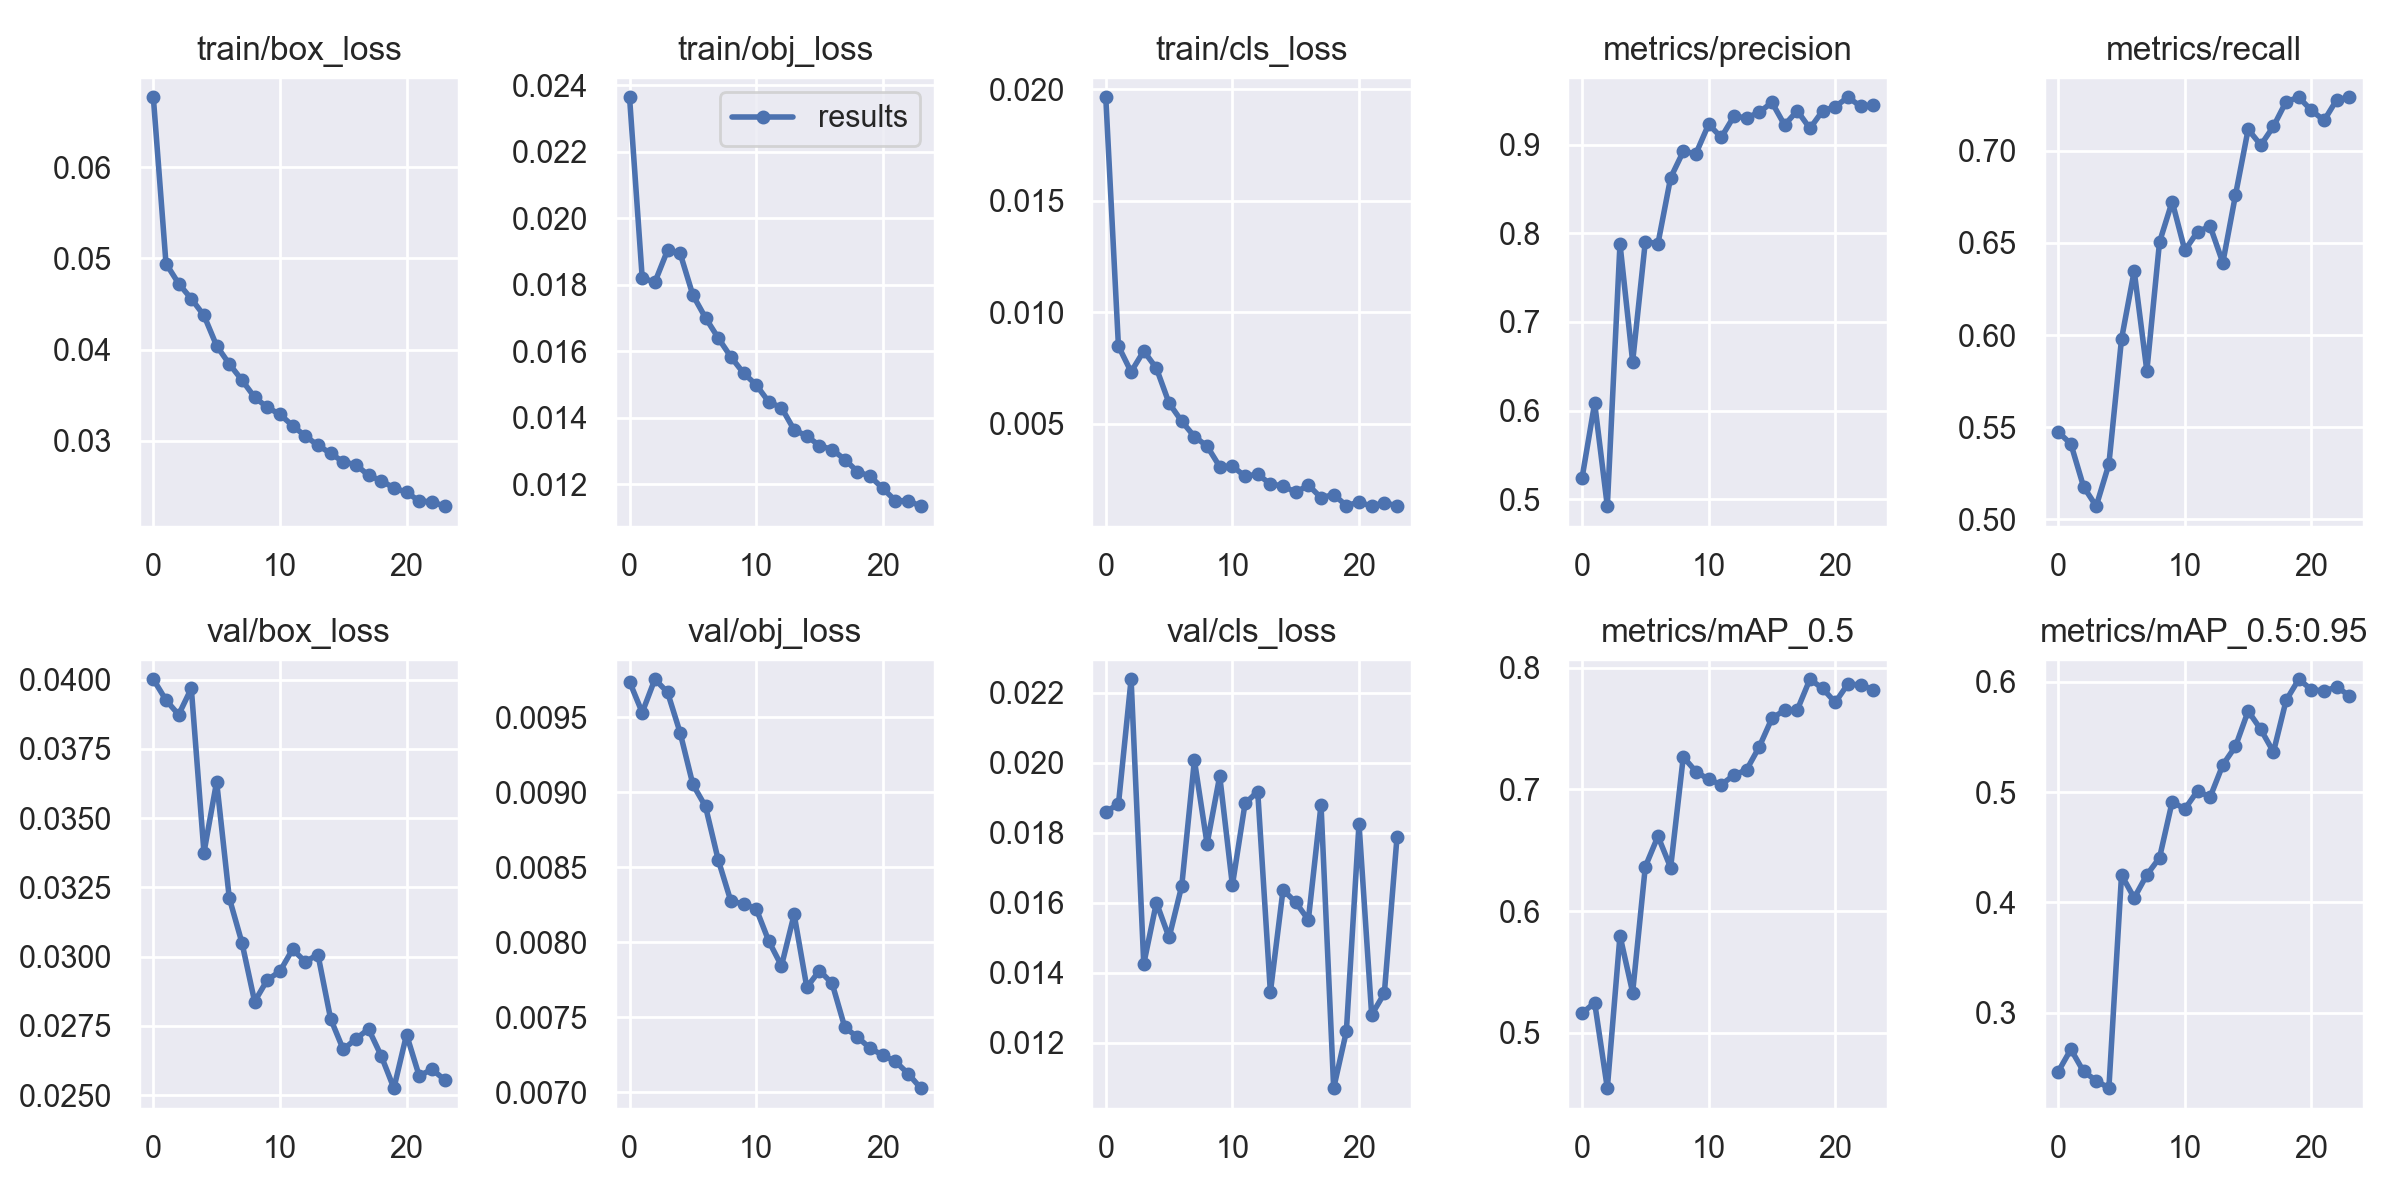 train/box_loss
0.06
0.05
0.04
0.03
0 10 20
train/obj_loss
results
0.024
0.022
0.020
0.018
0.016
0.014
0.012
0 10 20
train/cls_loss
0.020
0.015
0.010
0.005
0 10 20
metrics/precision
0.9
0.8
0.7
0.6
0.5
0 10 20
metrics/recall
0.70
0.65
0.60
0.55
0.50
0 10 20
val/box_loss
0.0400
0.0375
0.0350
0.0325
0.0300
0.0275
0.0250
0 10 20
val/obj_loss
0.0095
0.0090
0.0085
0.0080
0.0075
0.0070
0 10 20
val/cls_loss
0.022
0.020
0.018
0.016
0.014
0.012
0 10 20
metrics/mAP_0.5
0.8
0.7
0.6
0.5
0 10 20
metrics/mAP_0.5:0.95
0.6
0.5
0.4
0.3
0 10 20